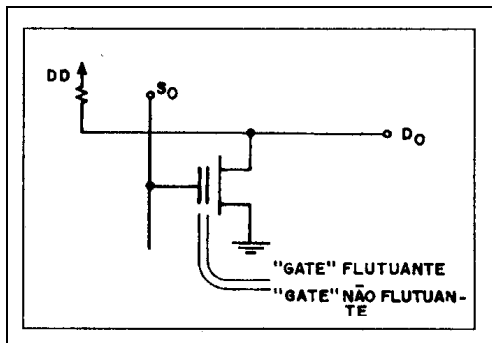 DD
S0
D0
"GATE" FLUTUANTE
"GATE" NÃO FLUTUAN-
TE